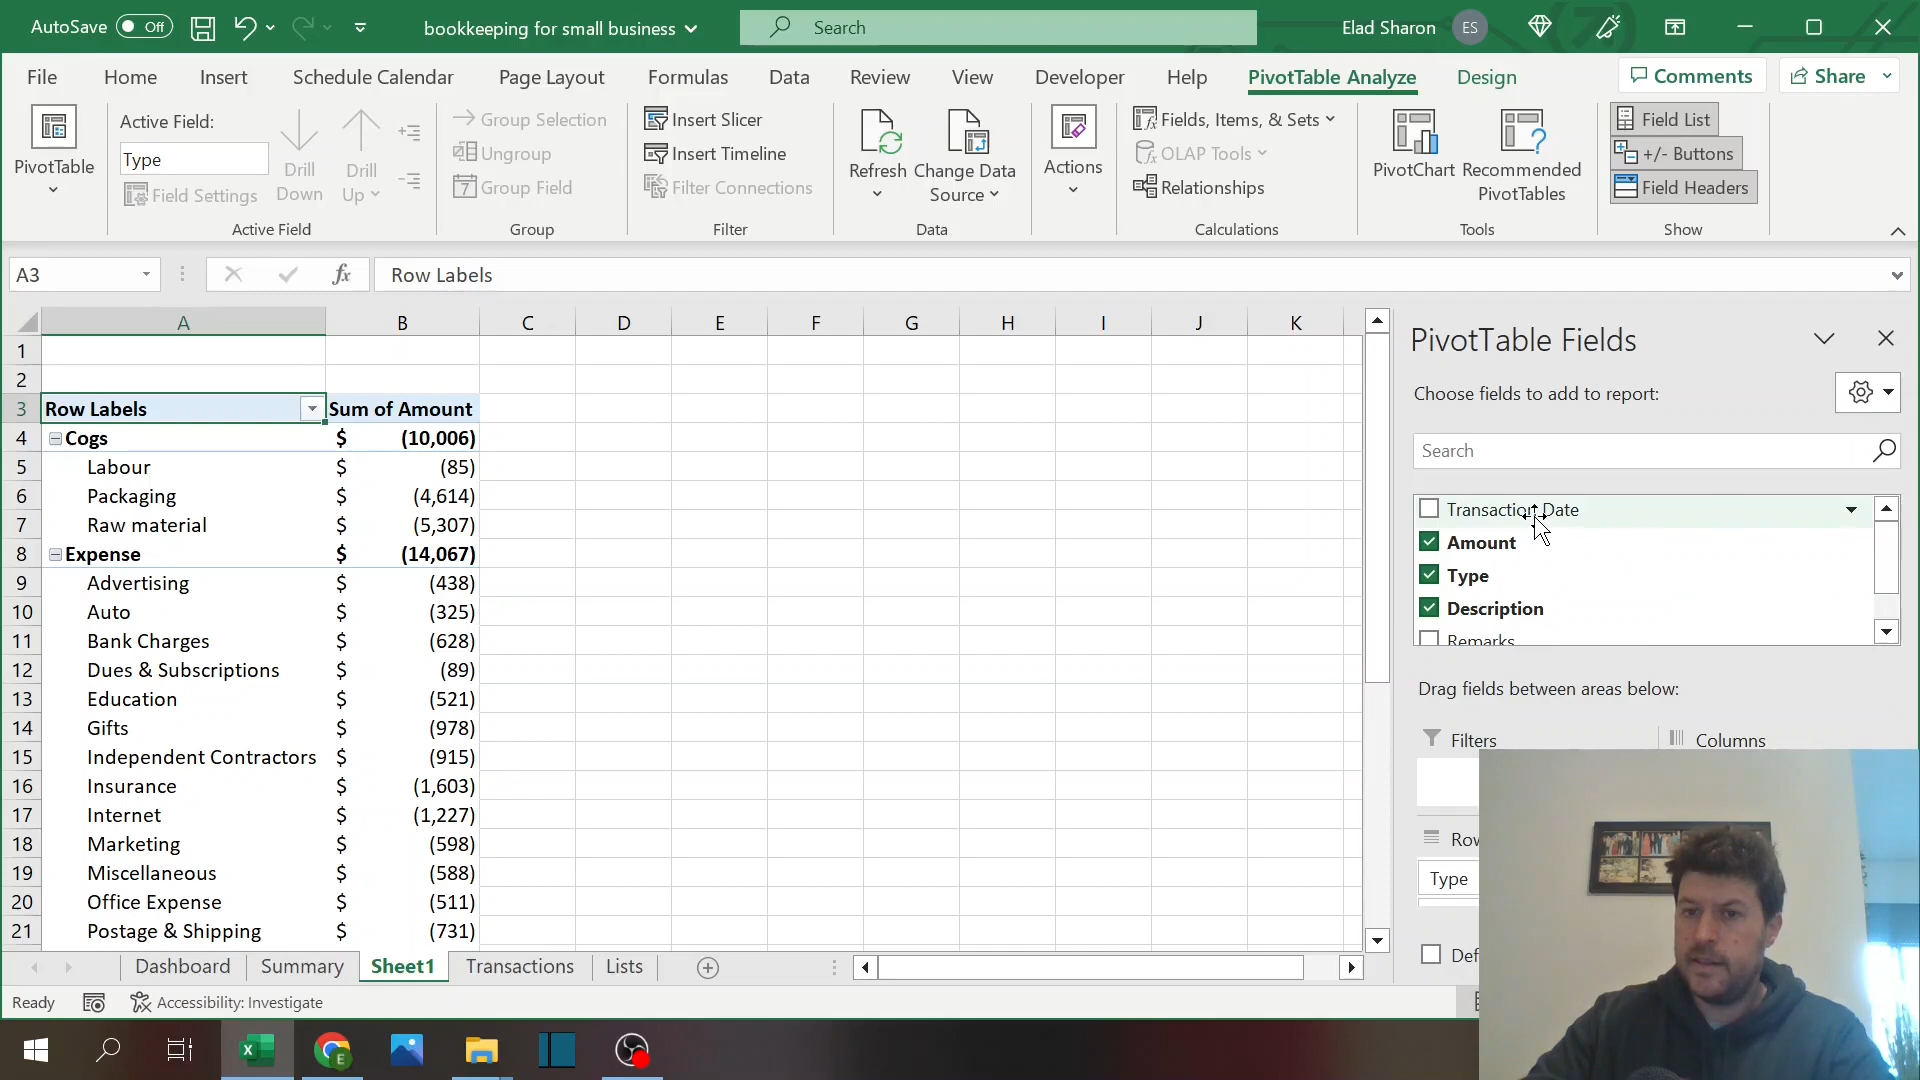 AutoSave Off
bookkeeping for small business
Search
Elad Sharon ES
File Home Insert Schedule Calendar Page Layout Formulas Data Review View Developer Help PivotTable Analyze Design
Comments Share
PivotTable
Active Field:
Type
Field Settings
Drill Down
Drill Up
Active Field
Group Selection
Ungroup
7 Group Field
Group
Insert Slicer
Insert Timeline
Filter Connections
Filter
Refresh
Change Data Source
Data
Actions
Fields, Items, & Sets
OLAP Tools
Relationships
Calculations
PivotChart
Recommended PivotTables
Tools
Field List
+/- Buttons
Field Headers
Show
A3
fx
Row Labels
A B C D E F G H I J K
1
2
3 Row Labels Sum of Amount
4 Cogs $ (10,006)
5 Labour $ (85)
6 Packaging $ (4,614)
7 Raw material $ (5,307)
8 Expense $ (14,067)
9 Advertising $ (438)
10 Auto $ (325)
11 Bank Charges $ (628)
12 Dues & Subscriptions $ (89)
13 Education $ (521)
14 Gifts $ (978)
15 Independent Contractors $ (915)
16 Insurance $ (1,603)
17 Internet $ (1,227)
18 Marketing $ (598)
19 Miscellaneous $ (588)
20 Office Expense $ (511)
21 Postage & Shipping $ (731)
PivotTable Fields
Choose fields to add to report:
Search
Transaction Date
Amount
Type
Description
Remarks
Drag fields between areas below:
Filters
Columns
Type
Dashboard Summary Sheet1 Transactions Lists
Ready
Accessibility: Investigate
E